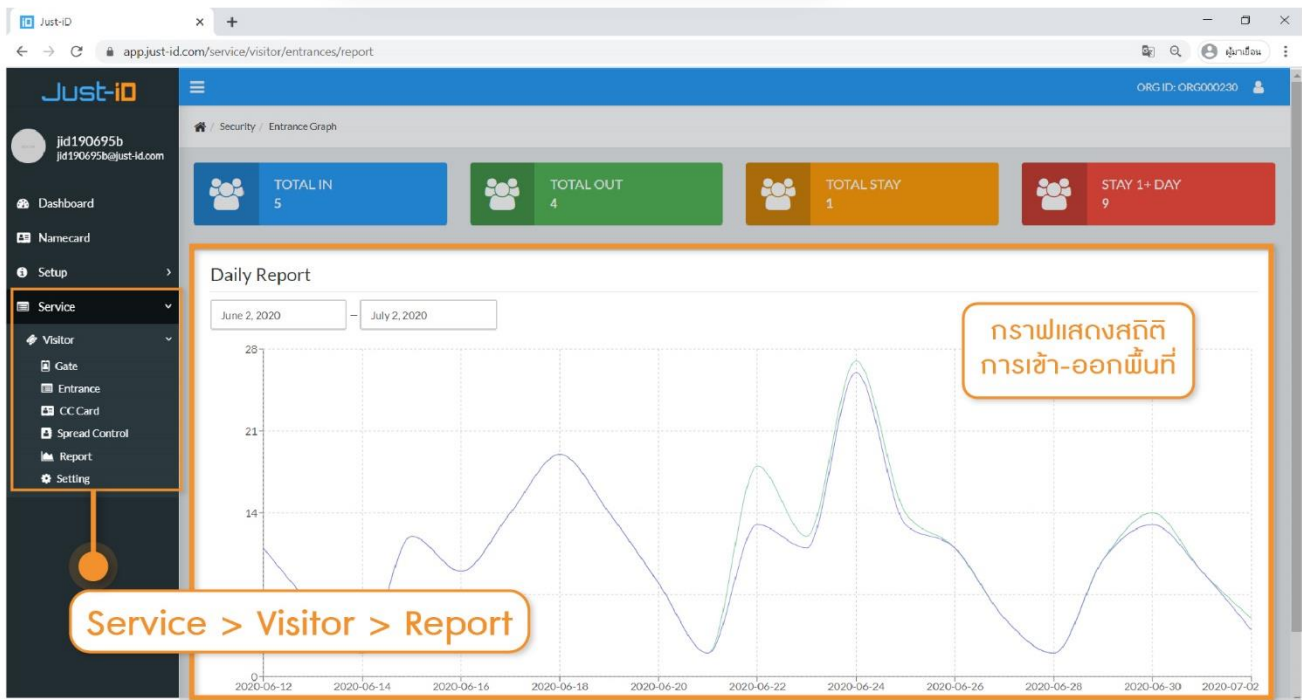 Just-iD
app.just-id.com/service/visitor/entrances/report
ผู้มาเยือน
Just-iD
ORG ID: ORG000230
jid190695b
jid190695b@just-id.com
Security / Entrance Graph
TOTAL IN
5
TOTAL OUT
4
TOTAL STAY
1
STAY 1+ DAY
9
Dashboard
Namecard
Setup
Service
Visitor
Gate
Entrance
CC Card
Spread Control
Report
Setting
Daily Report
June 2, 2020 – July 2, 2020
กราฟแสดงสถิติ
การเข้า-ออกพื้นที่
28
21
14
0
Service > Visitor > Report
2020-06-12 2020-06-14 2020-06-16 2020-06-18 2020-06-20 2020-06-22 2020-06-24 2020-06-26 2020-06-28 2020-06-30 2020-07-02